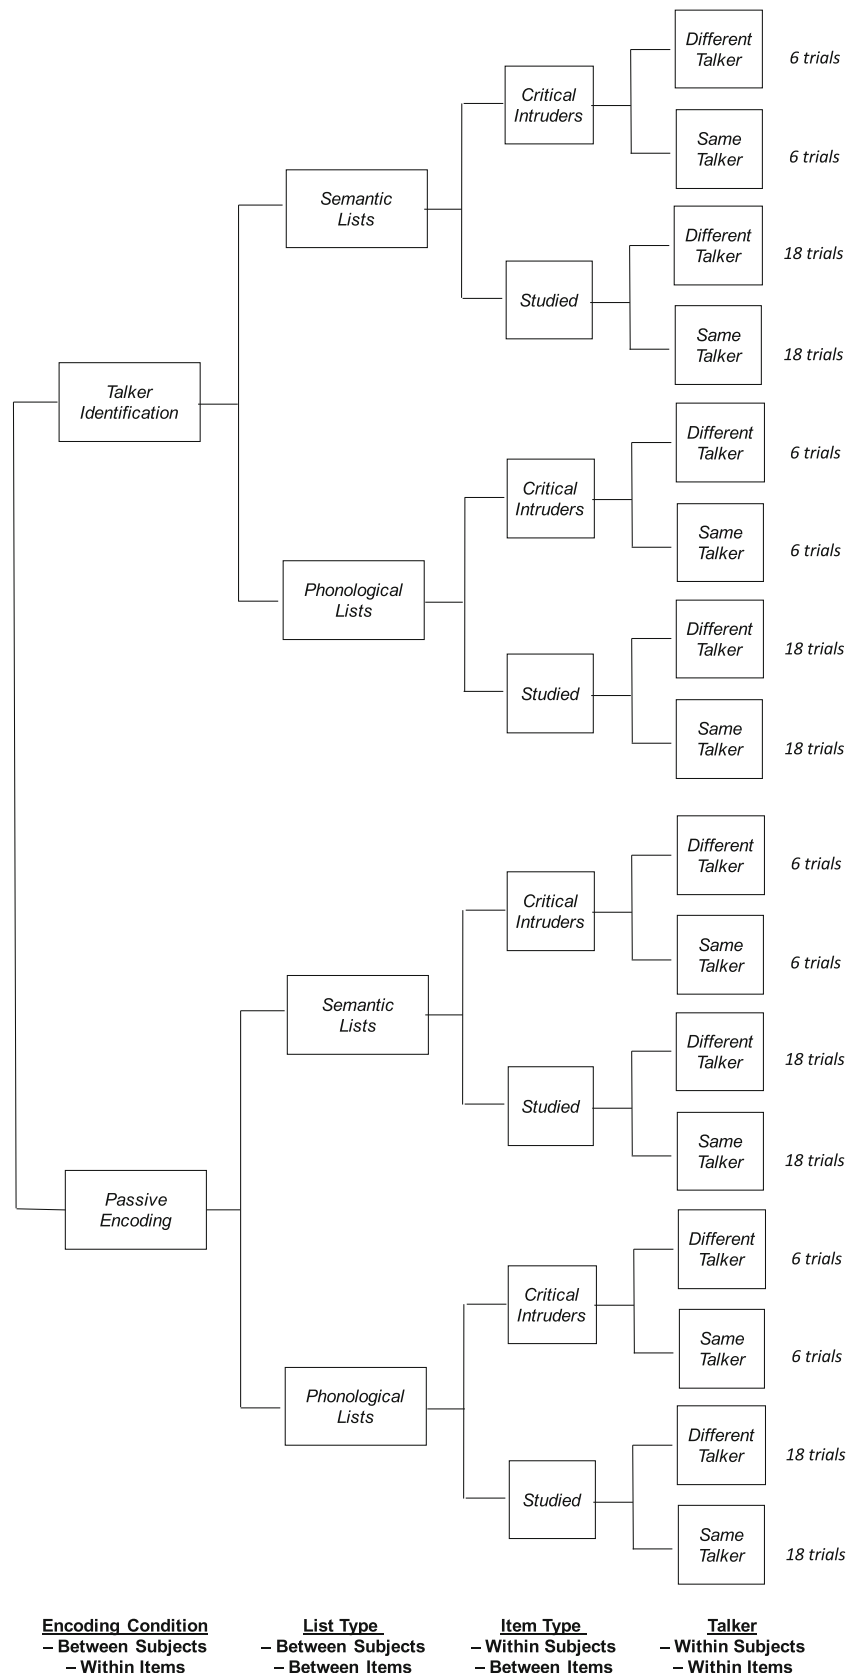 Different
Talker
6 trials
Critical
Intruders
Same
Talker
6 trials
Semantic
Lists
Different
Talker
18 trials
Studied
Same
Talker
18 trials
Talker
Identification
Different
Talker
6 trials
Critical
Intruders
Same
Talker
6 trials
Phonological
Lists
Different
Talker
18 trials
Studied
Same
Talker
18 trials
Different
Talker
6 trials
Critical
Intruders
Same
Talker
6 trials
Semantic
Lists
Different
Talker
18 trials
Studied
Same
Talker
18 trials
Passive
Encoding
Different
Talker
6 trials
Critical
Intruders
Same
Talker
6 trials
Phonological
Lists
Different
Talker
18 trials
Studied
Same
Talker
18 trials
Encoding Condition
– Between Subjects
– Within Items
List Type
– Between Subjects
– Between Items
Item Type
– Within Subjects
– Between Items
Talker
– Within Subjects
– Within Items